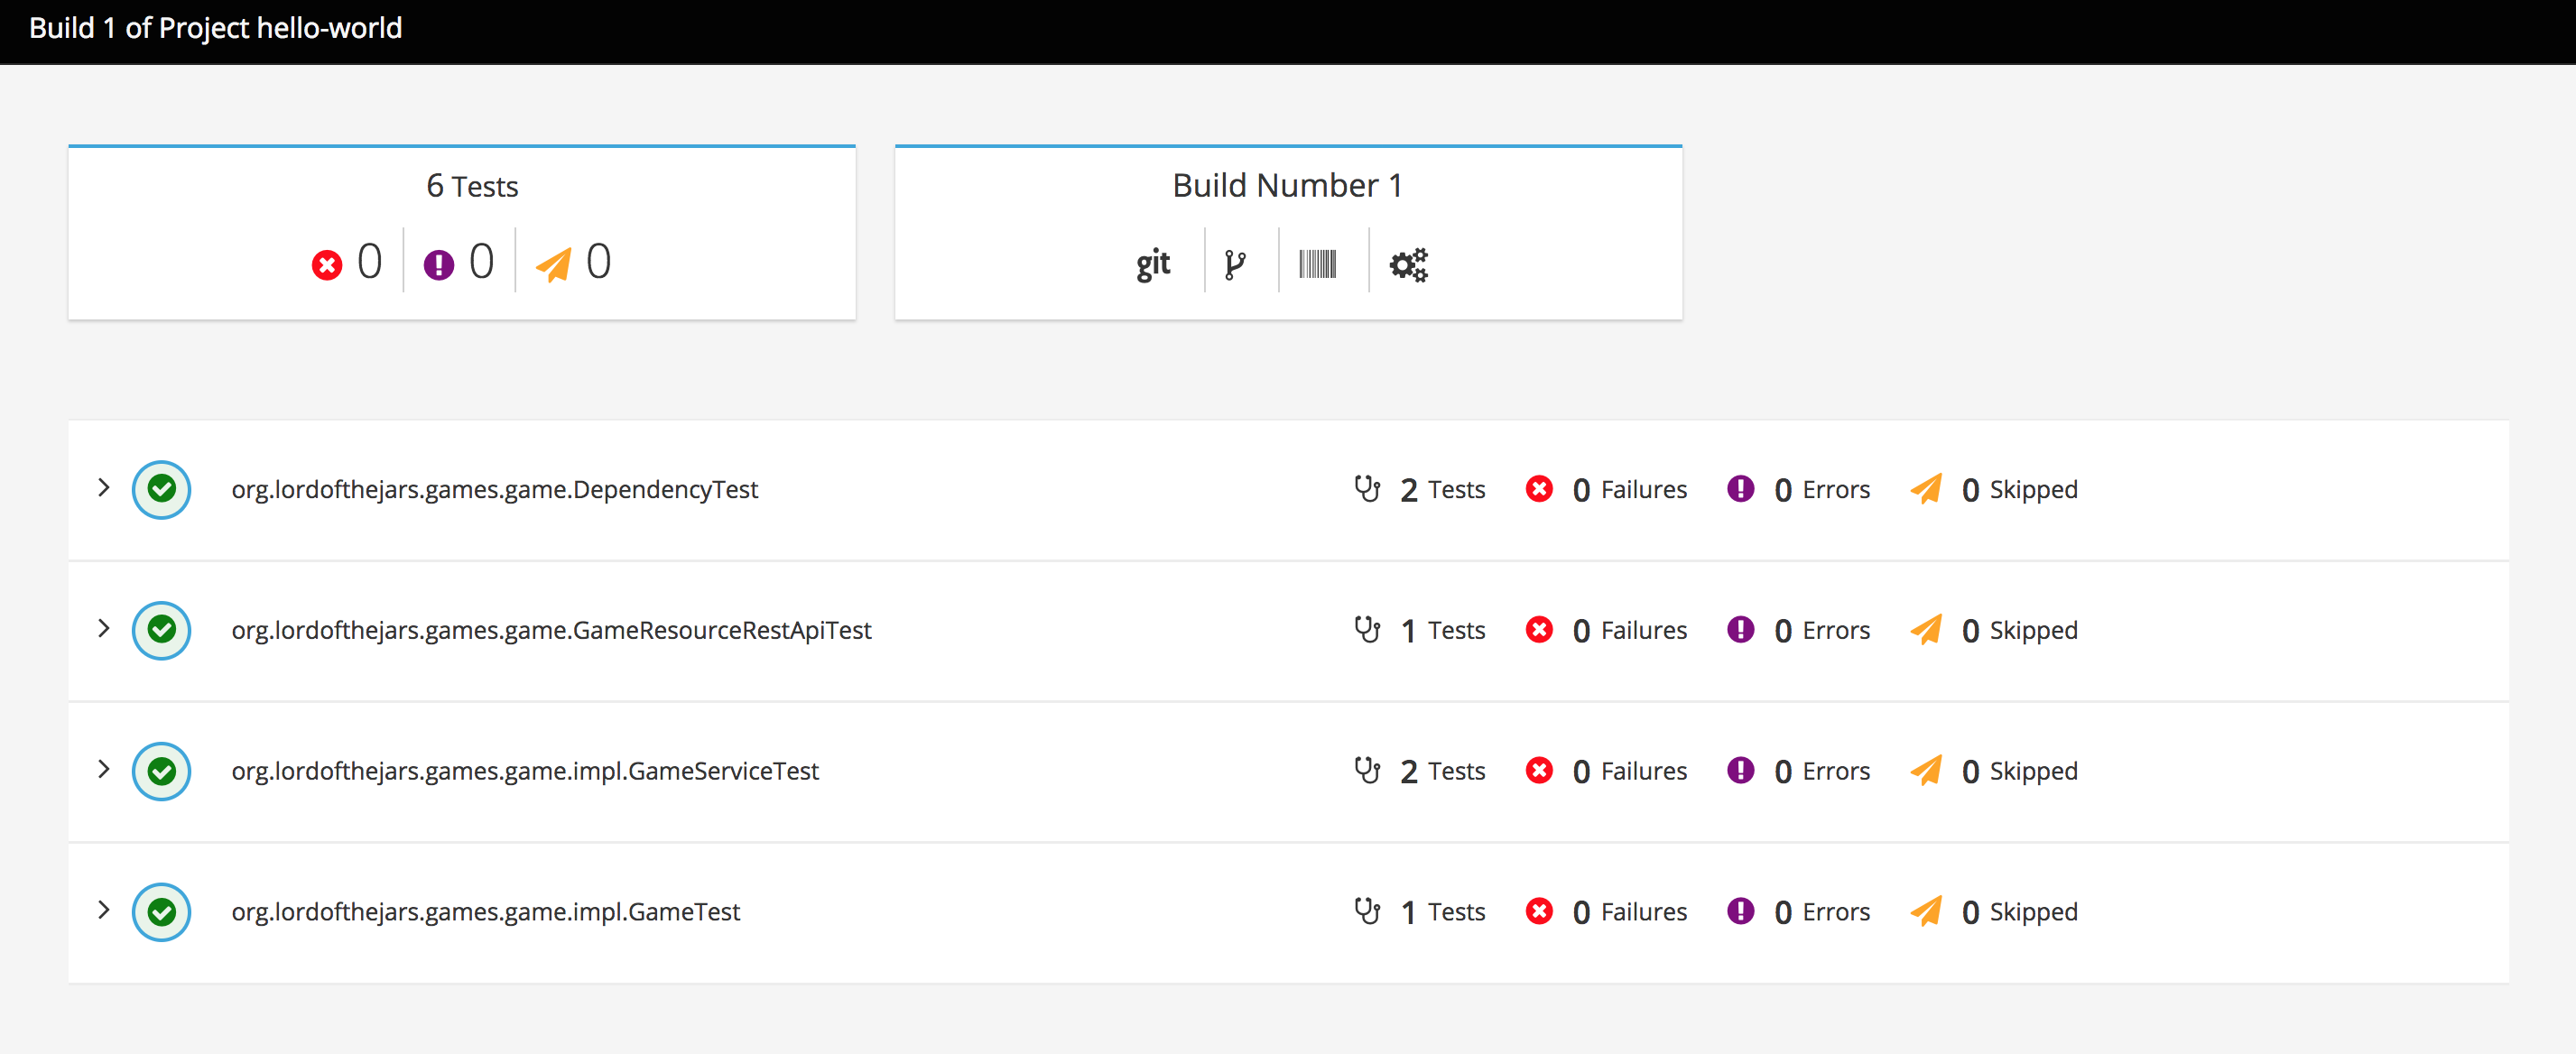 Build 1 of Project hello-world
6 Tests
0 0 0
Build Number 1
git
org.lordofthejars.games.game.DependencyTest 2 Tests 0 Failures 0 Errors 0 Skipped
org.lordofthejars.games.game.GameResourceRestApiTest 1 Tests 0 Failures 0 Errors 0 Skipped
org.lordofthejars.games.game.impl.GameServiceTest 2 Tests 0 Failures 0 Errors 0 Skipped
org.lordofthejars.games.game.impl.GameTest 1 Tests 0 Failures 0 Errors 0 Skipped